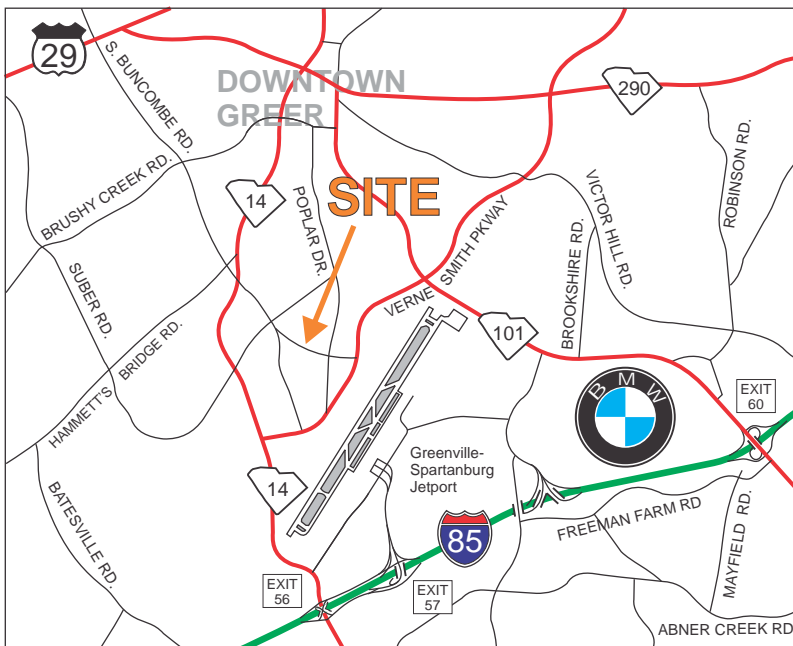 29
S. BUNCOMBE RD.
DOWNTOWN
GREER
290
ROBINSON RD.
BRUSHY CREEK RD.
14
POPLAR DR.
SITE
VICTOR HILL RD.
SUBER RD.
VERNE SMITH PKWAY
BROOKSHIRE RD.
HAMMETT'S BRIDGE RD.
101
BMW
EXIT
60
Greenville-
Spartanburg
Jetport
14
BATESVILLE RD.
85
FREEMAN FARM RD
MAYFIELD RD.
EXIT
56
EXIT
57
ABNER CREEK RD.